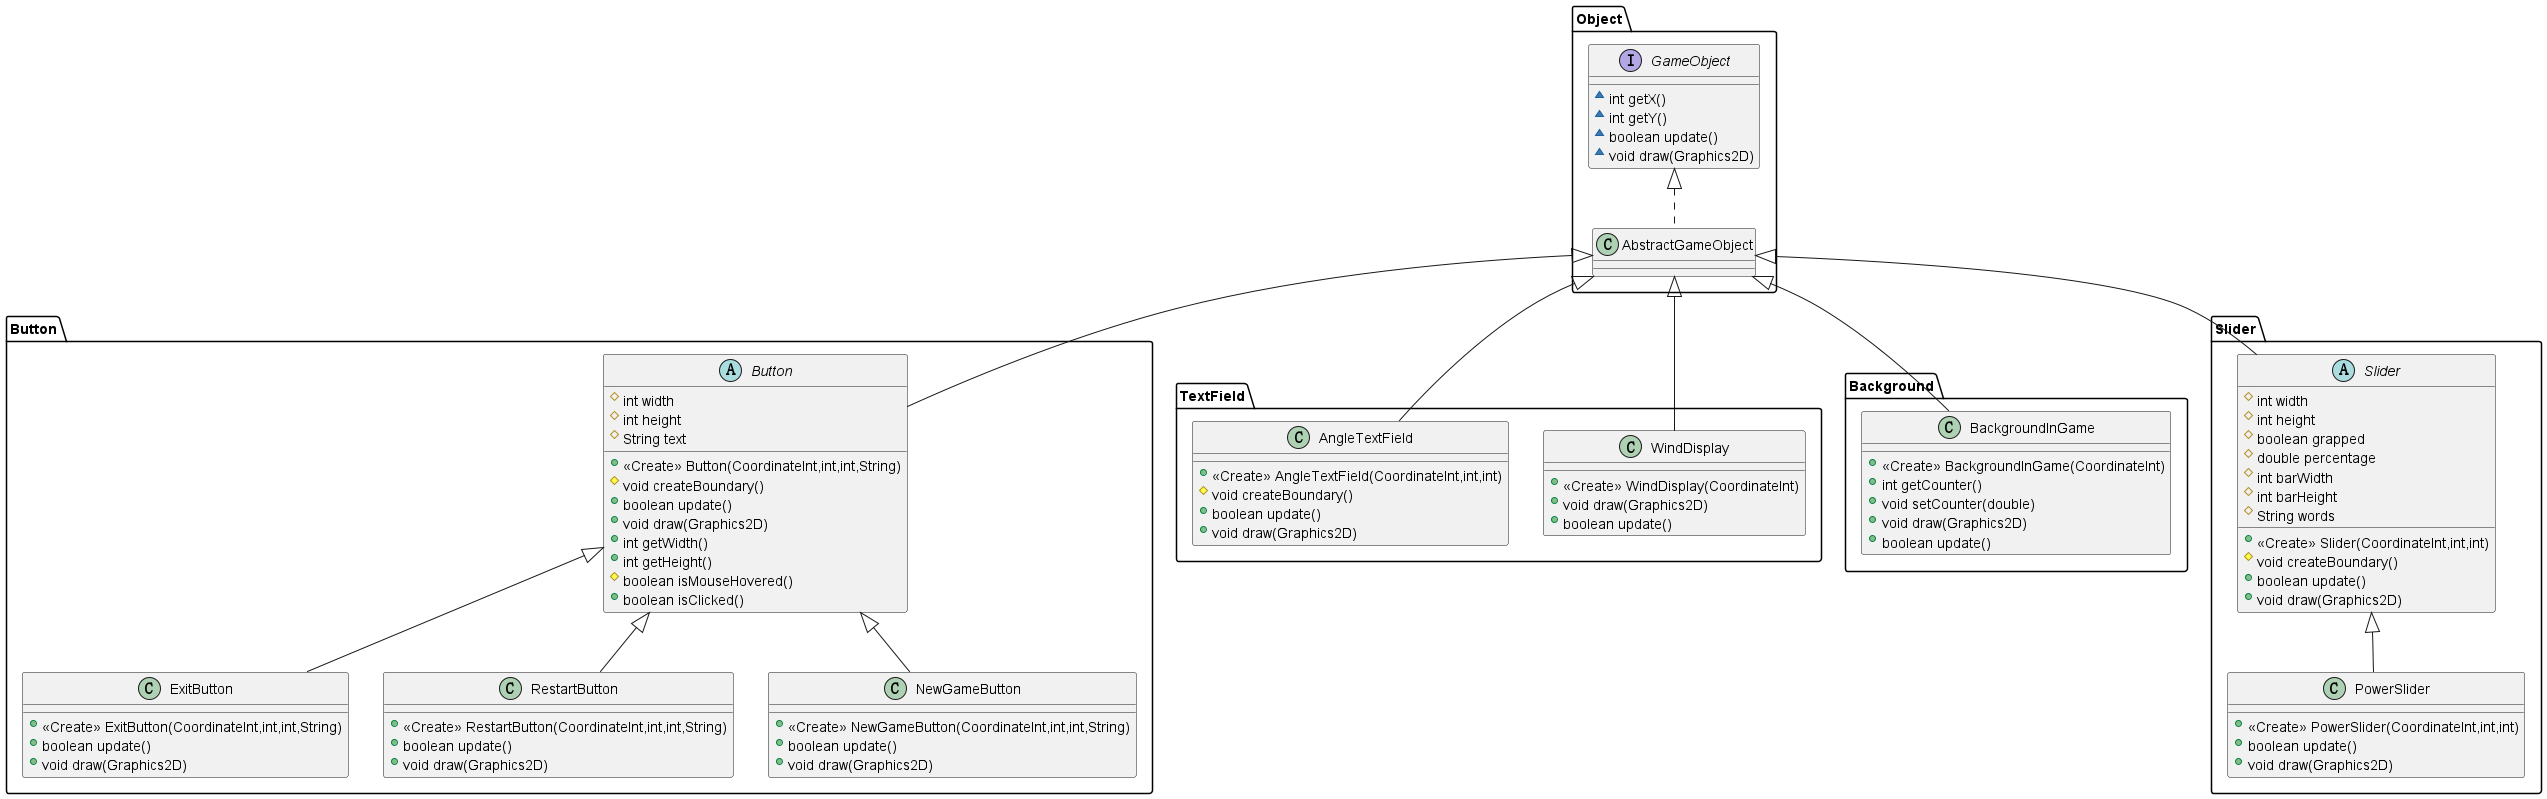 Object
I GameObject
int getX()
int getY()
boolean update()
void draw(Graphics2D)
C AbstractGameObject
Button
A Button
int width
int height
String text
«Create» Button(CoordinateInt,int,int,String)
void createBoundary()
boolean update()
void draw(Graphics2D)
int getWidth()
int getHeight()
boolean isMouseHovered()
boolean isClicked()
C ExitButton
«Create» ExitButton(CoordinateInt,int,int,String)
boolean update()
void draw(Graphics2D)
C RestartButton
«Create» RestartButton(CoordinateInt,int,int,String)
boolean update()
void draw(Graphics2D)
C NewGameButton
«Create» NewGameButton(CoordinateInt,int,int,String)
boolean update()
void draw(Graphics2D)
TextField
C AngleTextField
«Create» AngleTextField(CoordinateInt,int,int)
void createBoundary()
boolean update()
void draw(Graphics2D)
C WindDisplay
«Create» WindDisplay(CoordinateInt)
void draw(Graphics2D)
boolean update()
Background
C BackgroundInGame
«Create» BackgroundInGame(CoordinateInt)
int getCounter()
void setCounter(double)
void draw(Graphics2D)
boolean update()
Slider
A Slider
int width
int height
boolean grapped
double percentage
int barWidth
int barHeight
String words
«Create» Slider(CoordinateInt,int,int)
void createBoundary()
boolean update()
void draw(Graphics2D)
C PowerSlider
«Create» PowerSlider(CoordinateInt,int,int)
boolean update()
void draw(Graphics2D)